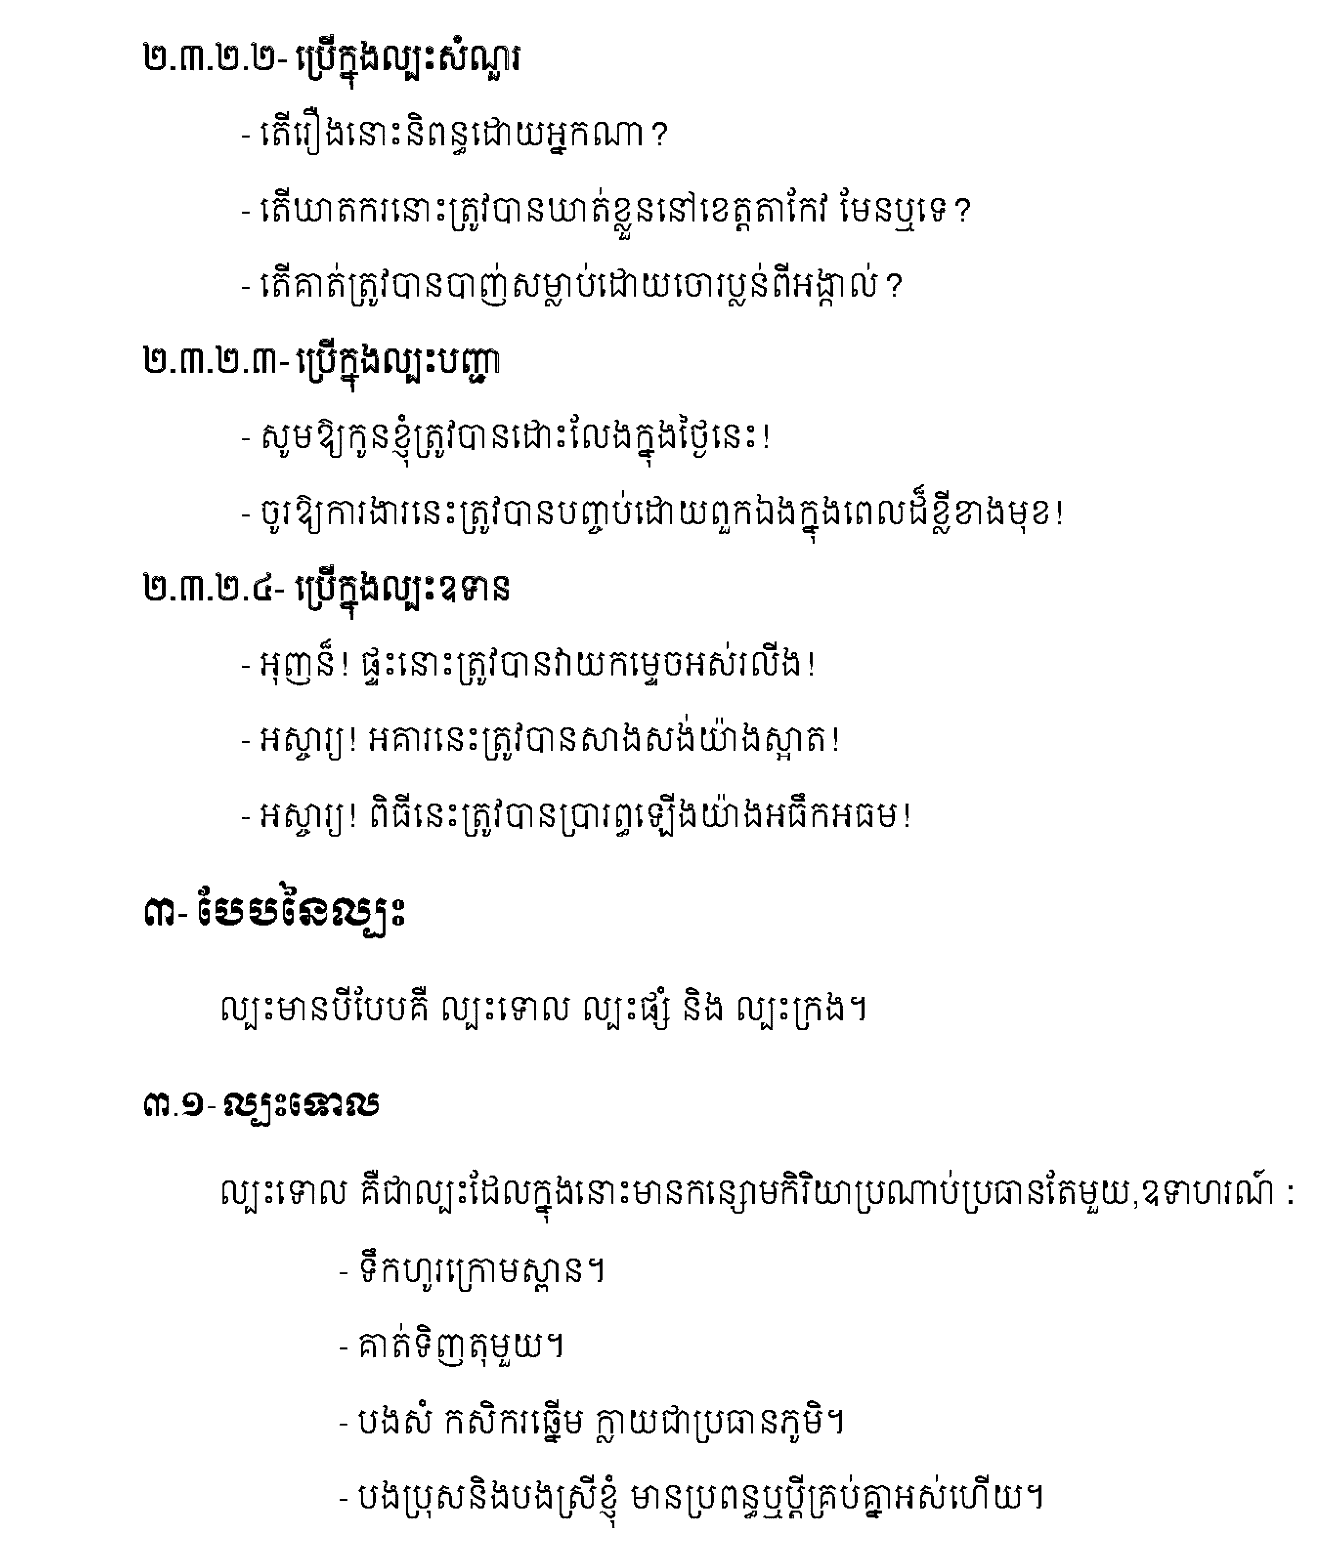 ២.៣.២.២- ប្រើក្នុងល្បះសំណួរ
- តើរឿងនោះនិពន្ធដោយអ្នកណា ?
- តើឃាតករនោះត្រូវបានឃាត់ខ្លួននៅខេត្តតាកែវ មែនឬទេ ?
- តើគាត់ត្រូវបានបាញ់សម្លាប់ដោយចោរប្លន់ពីអង្កាល់ ?
២.៣.២.៣- ប្រើក្នុងល្បះបញ្ជា
- សូមឱ្យកូនខ្ញុំត្រូវបានដោះលែងក្នុងថ្ងៃនេះ!
- ចូរឱ្យការងារនេះត្រូវបានបញ្ចប់ដោយពួកឯងក្នុងពេលដ៏ខ្លីខាងមុខ!
២.៣.២.៤- ប្រើក្នុងល្បះឧទាន
- អុញន៎! ផ្ទះនោះត្រូវបានវាយកម្ទេចអស់រលីង!
- អស្ចារ្យ! អគារនេះត្រូវបានសាងសង់យ៉ាងស្អាត!
- អស្ចារ្យ! ពិធីនេះត្រូវបានប្រារព្ធឡើងយ៉ាងអធឹកអធម!
៣- បែបនៃល្បះ
ល្បះមានបីបែបគឺ ល្បះទោល ល្បះផ្សំ និង ល្បះក្រង។
៣.១- ល្បះទោល
ល្បះទោល គឺជាល្បះដែលក្នុងនោះមានកន្សោមកិរិយាប្រណាប់ប្រធានតែមួយ,ឧទាហរណ៍ :
- ទឹកហូរក្រោមស្ពាន។
- គាត់ទិញតុមួយ។
- បងសំ កសិករឆ្នើម ក្លាយជាប្រធានភូមិ។
- បងប្រុសនិងបងស្រីខ្ញុំ មានប្រពន្ធឬប្តីគ្រប់គ្នាអស់ហើយ។